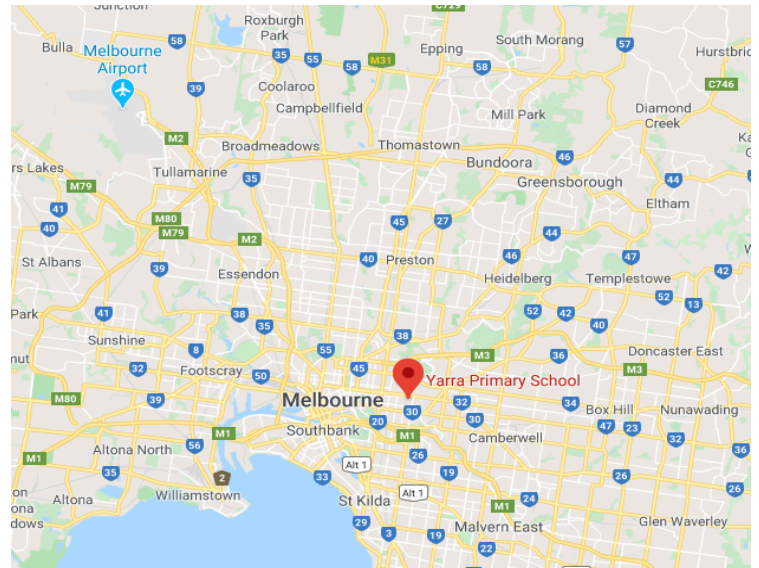 Junction
C729
Roxburgh
Park
Bulla
Melbourne
Airport
58
35
55
58
M31
Epping
58
South Morang
57
Hurstbrid
39
Coolaroo
Campbellfield
C746
Mill Park
Diamond
Creek
M2
Broadmeadows
Thomastown
Ka
Bundoora
46
rs Lakes
Tullamarine
35
Greensborough
44
M79
41
40
M80
M79
45
27
Eltham
M2
44
46
47
W
St Albans
39
Essendon
40
Preston
42
Heidelberg
Templestowe
52
13
Park
41
38
35
52
42
40
Sunshine
38
8
55
M3
36
Doncaster East
nut
32
Footscray
50
45
Yarra Primary School
M3
M80
39
Melbourne
30
32
34
Box Hill
Nunawading
20
30
47
23
M1
56
Southbank
M1
Camberwell
32
Altona North
36
M1
35
2
33
Alt 1
26
19
26
26
on
ona
dows
Altona
Williamstown
St Kilda
Alt 1
M1
24
29
3
19
Malvern East
Glen Waverley
22